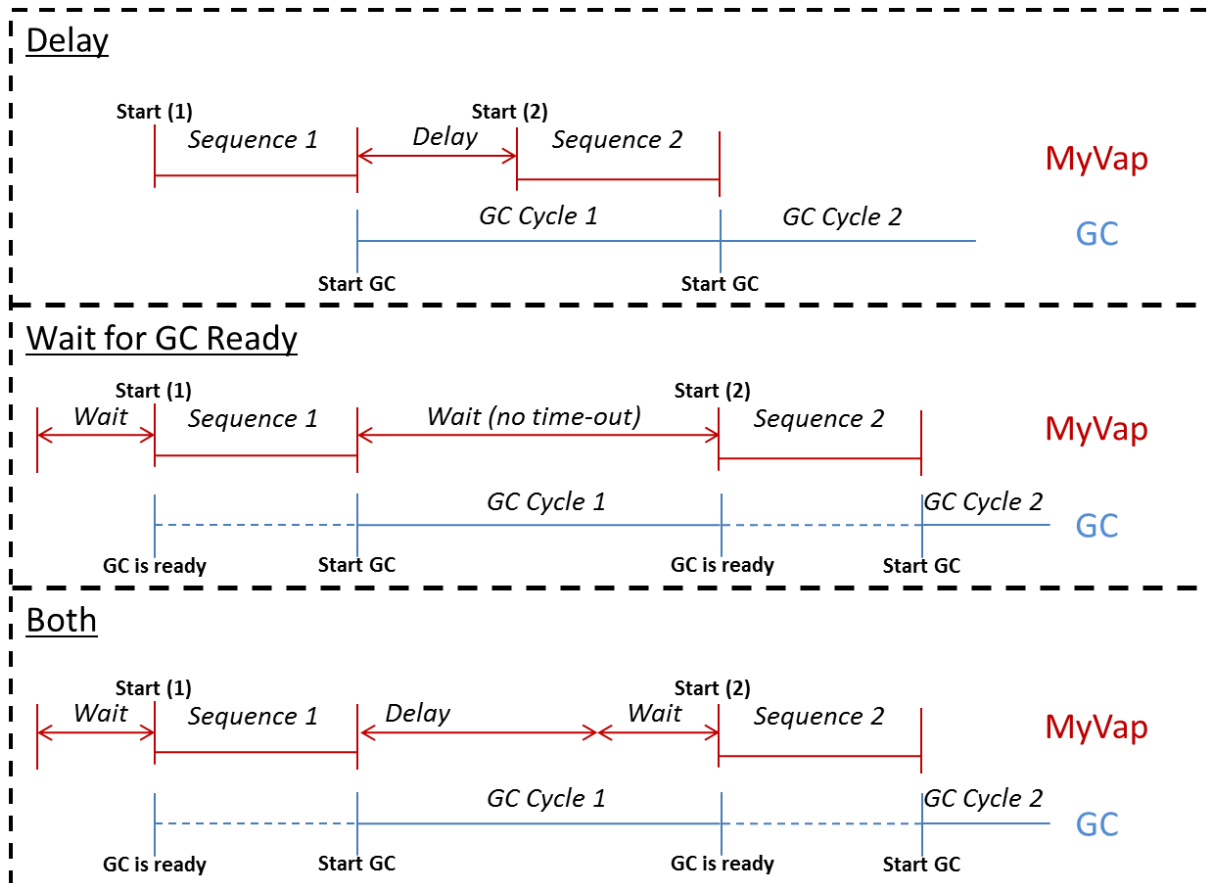 Delay
Start (1) Start (2)
Sequence 1 Delay Sequence 2 MyVap
GC Cycle 1 GC Cycle 2 GC
Start GC Start GC
Wait for GC Ready
Start (1) Start (2)
Wait Sequence 1 Wait (no time-out) Sequence 2 MyVap
GC Cycle 1 GC Cycle 2 GC
GC is ready Start GC GC is ready Start GC
Both
Start (1) Start (2)
Wait Sequence 1 Delay Wait Sequence 2 MyVap
GC Cycle 1 GC Cycle 2 GC
GC is ready Start GC GC is ready Start GC